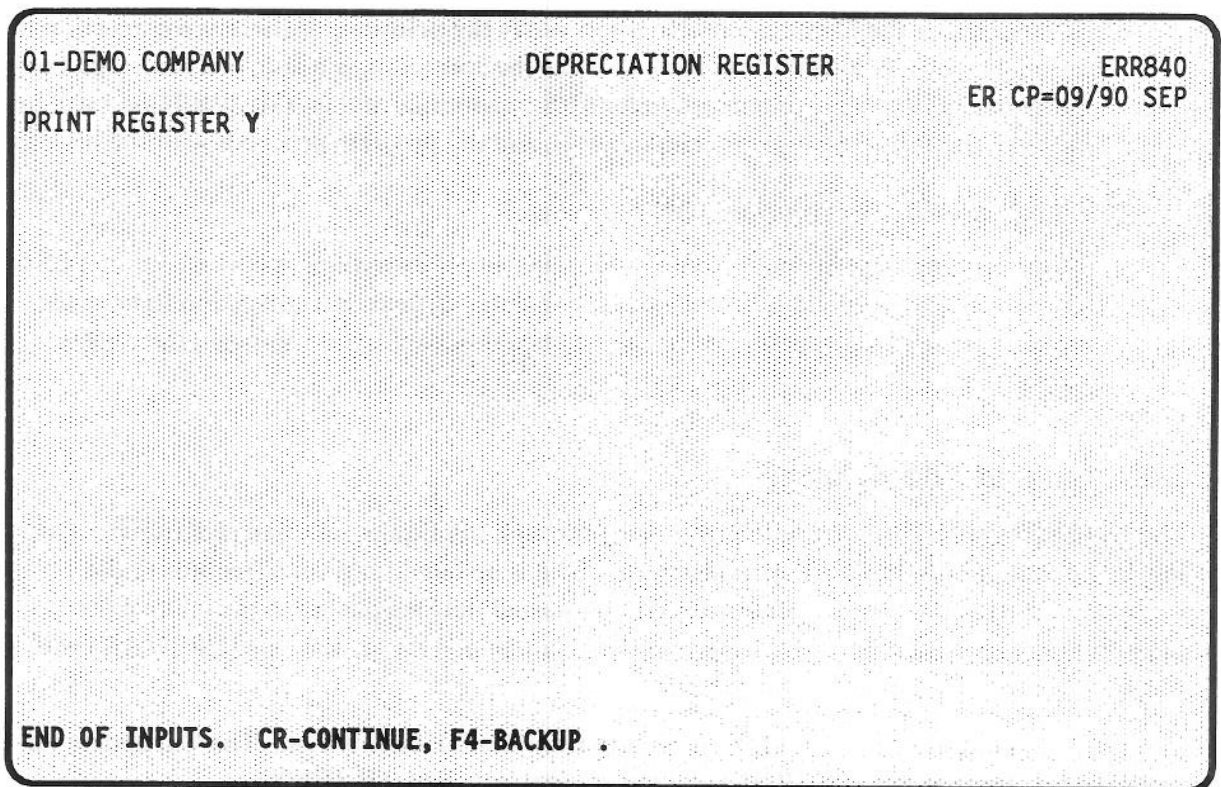 01-DEMO COMPANY DEPRECIATION REGISTER ERR840
ER CP=09/90 SEP
PRINT REGISTER Y
END OF INPUTS. CR-CONTINUE, F4-BACKUP .